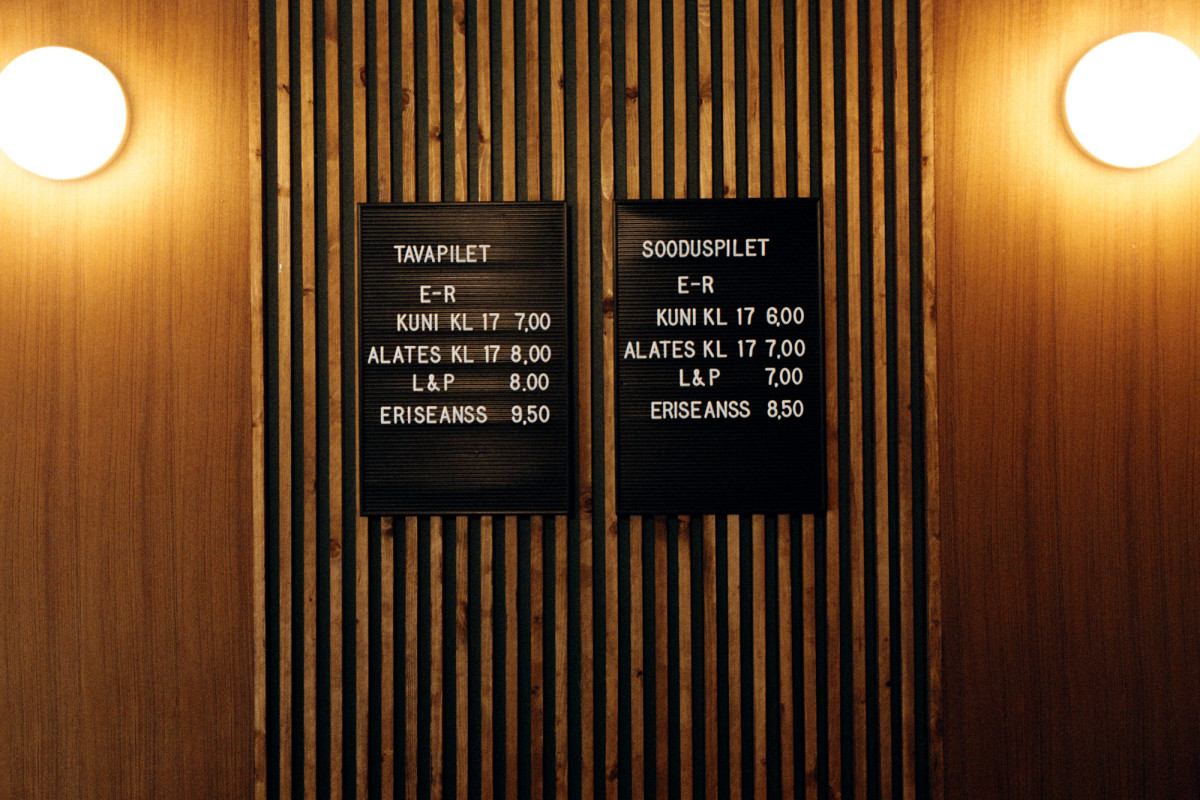 TAVAPILET
E-R
KUNI KL 17 7,00
ALATES KL 17 8,00
L&P 8.00
ERISEANSS 9,50
SOODUSPILET
E-R
KUNI KL 17 6,00
ALATES KL 17 7,00
L&P 7,00
ERISEANSS 8,50